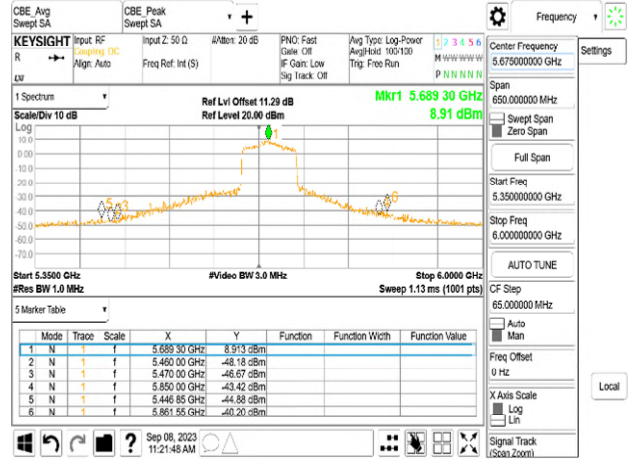 CBE_Avg
Swept SA
CBE_Peak
Swept SA
Frequency
KEYSIGHT
R
Input: RF
Coupling: DC
Align: Auto
Input Z: 50 Ω
Freq Ref: Int (S)
#Atten: 20 dB
PNO: Fast
Gate: Off
IF Gain: Low
Sig Track: Off
Avg Type: Log-Power
Avg|Hold: 100/100
Trig: Free Run
1 2 3 4 5 6
M W W W W W
P N N N N N
1 Spectrum
Scale/Div 10 dB
Ref Lvl Offset 11.29 dB
Ref Level 20.00 dBm
Mkr1 5.689 30 GHz
8.91 dBm
Log
10.0
0.00
-10.0
-20.0
-30.0
-40.0
-50.0
-60.0
-70.0
1
5
3
6
Start 5.3500 GHz
#Res BW 1.0 MHz
#Video BW 3.0 MHz
Stop 6.0000 GHz
Sweep 1.13 ms (1001 pts)
5 Marker Table
Mode Trace Scale X Y Function Function Width Function Value
1 N 1 f 5.689 30 GHz 8.913 dBm
2 N 1 f 5.460 00 GHz -48.18 dBm
3 N 1 f 5.470 00 GHz -46.67 dBm
4 N 1 f 5.850 00 GHz -43.42 dBm
5 N 1 f 5.446 85 GHz -44.88 dBm
6 N 1 f 5.861 55 GHz -40.20 dBm
Sep 08, 2023
11:21:48 AM
Center Frequency
5.675000000 GHz
Settings
Span
650.000000 MHz
Swept Span
Zero Span
Full Span
Start Freq
5.350000000 GHz
Stop Freq
6.000000000 GHz
AUTO TUNE
CF Step
65.000000 MHz
Auto
Man
Freq Offset
0 Hz
X Axis Scale
Log
Lin
Local
Signal Track
(Span Zoom)